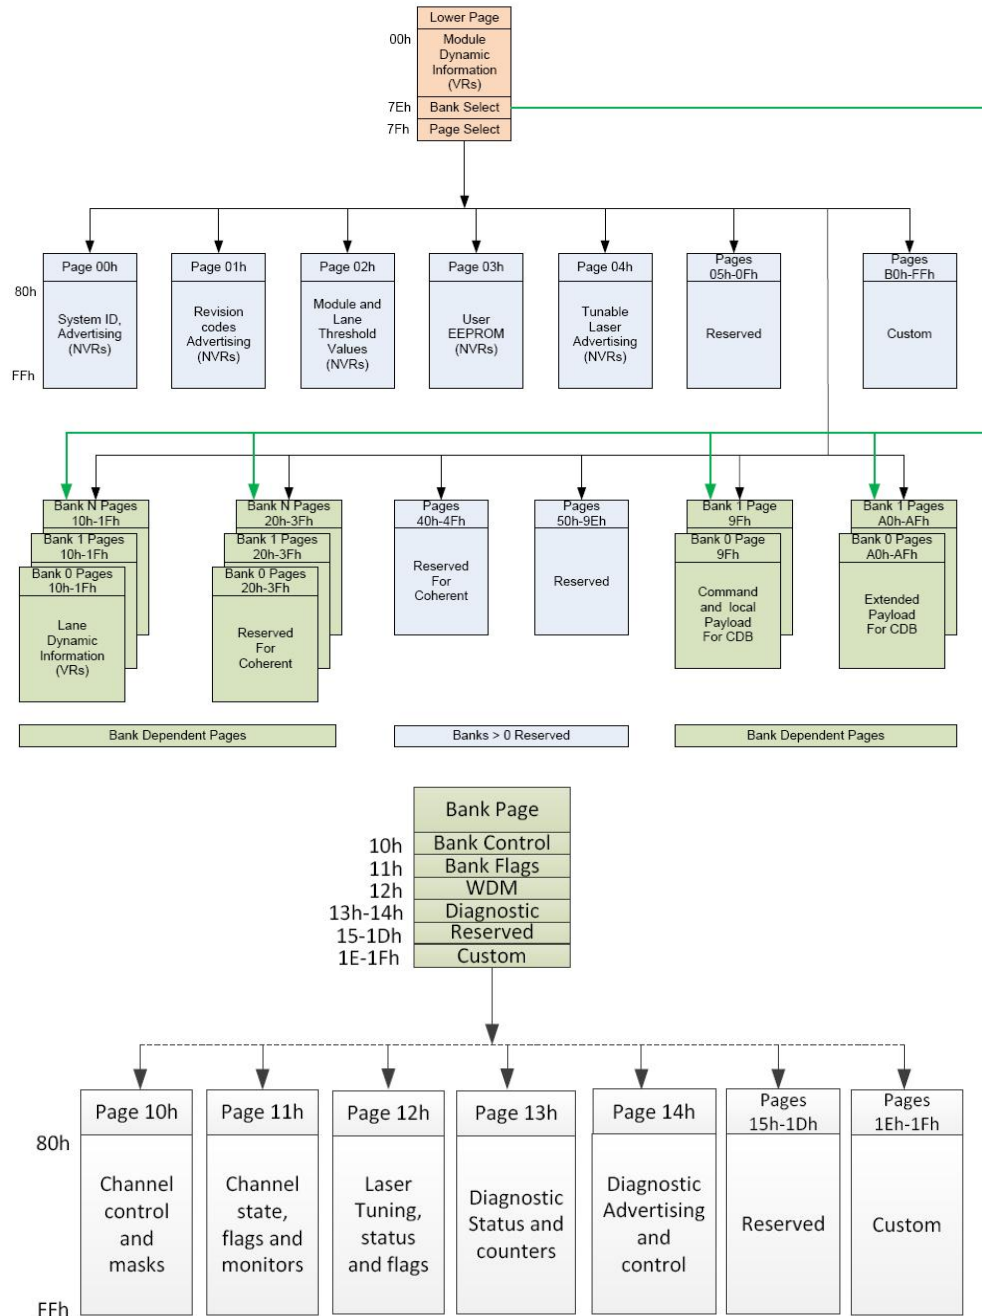 Lower Page
00h
Module
Dynamic
Information
(VRs)
7Eh
Bank Select
7Fh
Page Select
Page 00h
Page 01h
Page 02h
Page 03h
Page 04h
Pages
05h-0Fh
Pages
B0h-FFh
80h
System ID,
Advertising
(NVRs)
Revision
codes
Advertising
(NVRs)
Module and
Lane
Threshold
Values
(NVRs)
User
EEPROM
(NVRs)
Tunable
Laser
Advertising
(NVRs)
Reserved
Custom
FFh
Bank N Pages
10h-1Fh
Bank 1 Pages
10h-1Fh
Bank 0 Pages
10h-1Fh
Lane
Dynamic
Information
(VRs)
Bank N Pages
20h-3Fh
Bank 1 Pages
20h-3Fh
Bank 0 Pages
20h-3Fh
Reserved
For
Coherent
Pages
40h-4Fh
Reserved
For
Coherent
Pages
50h-9Eh
Reserved
Bank 1 Page
9Fh
Bank 0 Page
9Fh
Command
and local
Payload
For CDB
Bank 1 Pages
A0h-AFh
Bank 0 Pages
A0h-AFh
Extended
Payload
For CDB
Bank Dependent Pages
Banks > 0 Reserved
Bank Dependent Pages
Bank Page
10h
Bank Control
11h
Bank Flags
12h
WDM
13h-14h
Diagnostic
15-1Dh
Reserved
1E-1Fh
Custom
Page 10h
Page 11h
Page 12h
Page 13h
Page 14h
Pages
15h-1Dh
Pages
1Eh-1Fh
80h
Channel
control
and
masks
Channel
state,
flags and
monitors
Laser
Tuning,
status
and flags
Diagnostic
Status and
counters
Diagnostic
Advertising
and
control
Reserved
Custom
FFh